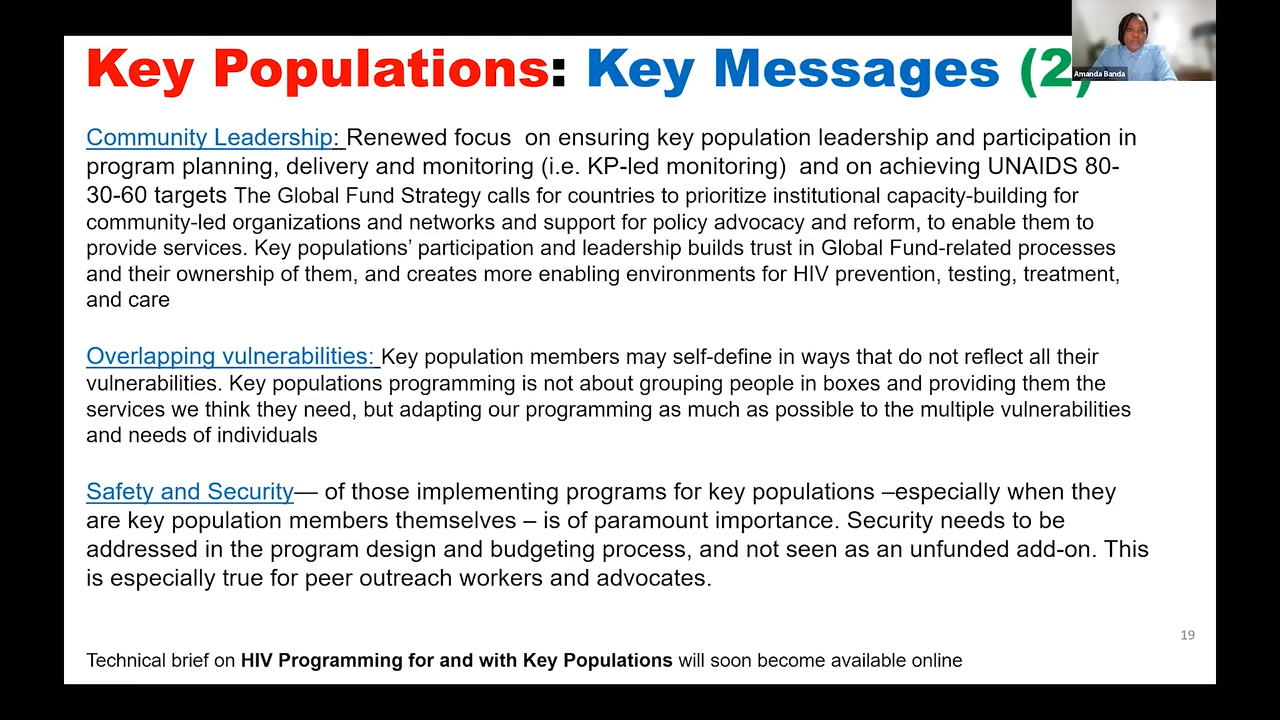 Key Populations: Key Messages (2)
Amanda Banda
Community Leadership: Renewed focus on ensuring key population leadership and participation in
program planning, delivery and monitoring (i.e. KP-led monitoring) and on achieving UNAIDS 80-
30-60 targets The Global Fund Strategy calls for countries to prioritize institutional capacity-building for
community-led organizations and networks and support for policy advocacy and reform, to enable them to
provide services. Key populations’ participation and leadership builds trust in Global Fund-related processes
and their ownership of them, and creates more enabling environments for HIV prevention, testing, treatment,
and care
Overlapping vulnerabilities: Key population members may self-define in ways that do not reflect all their
vulnerabilities. Key populations programming is not about grouping people in boxes and providing them the
services we think they need, but adapting our programming as much as possible to the multiple vulnerabilities
and needs of individuals
Safety and Security— of those implementing programs for key populations –especially when they
are key population members themselves – is of paramount importance. Security needs to be
addressed in the program design and budgeting process, and not seen as an unfunded add-on. This
is especially true for peer outreach workers and advocates.
19
Technical brief on HIV Programming for and with Key Populations will soon become available online